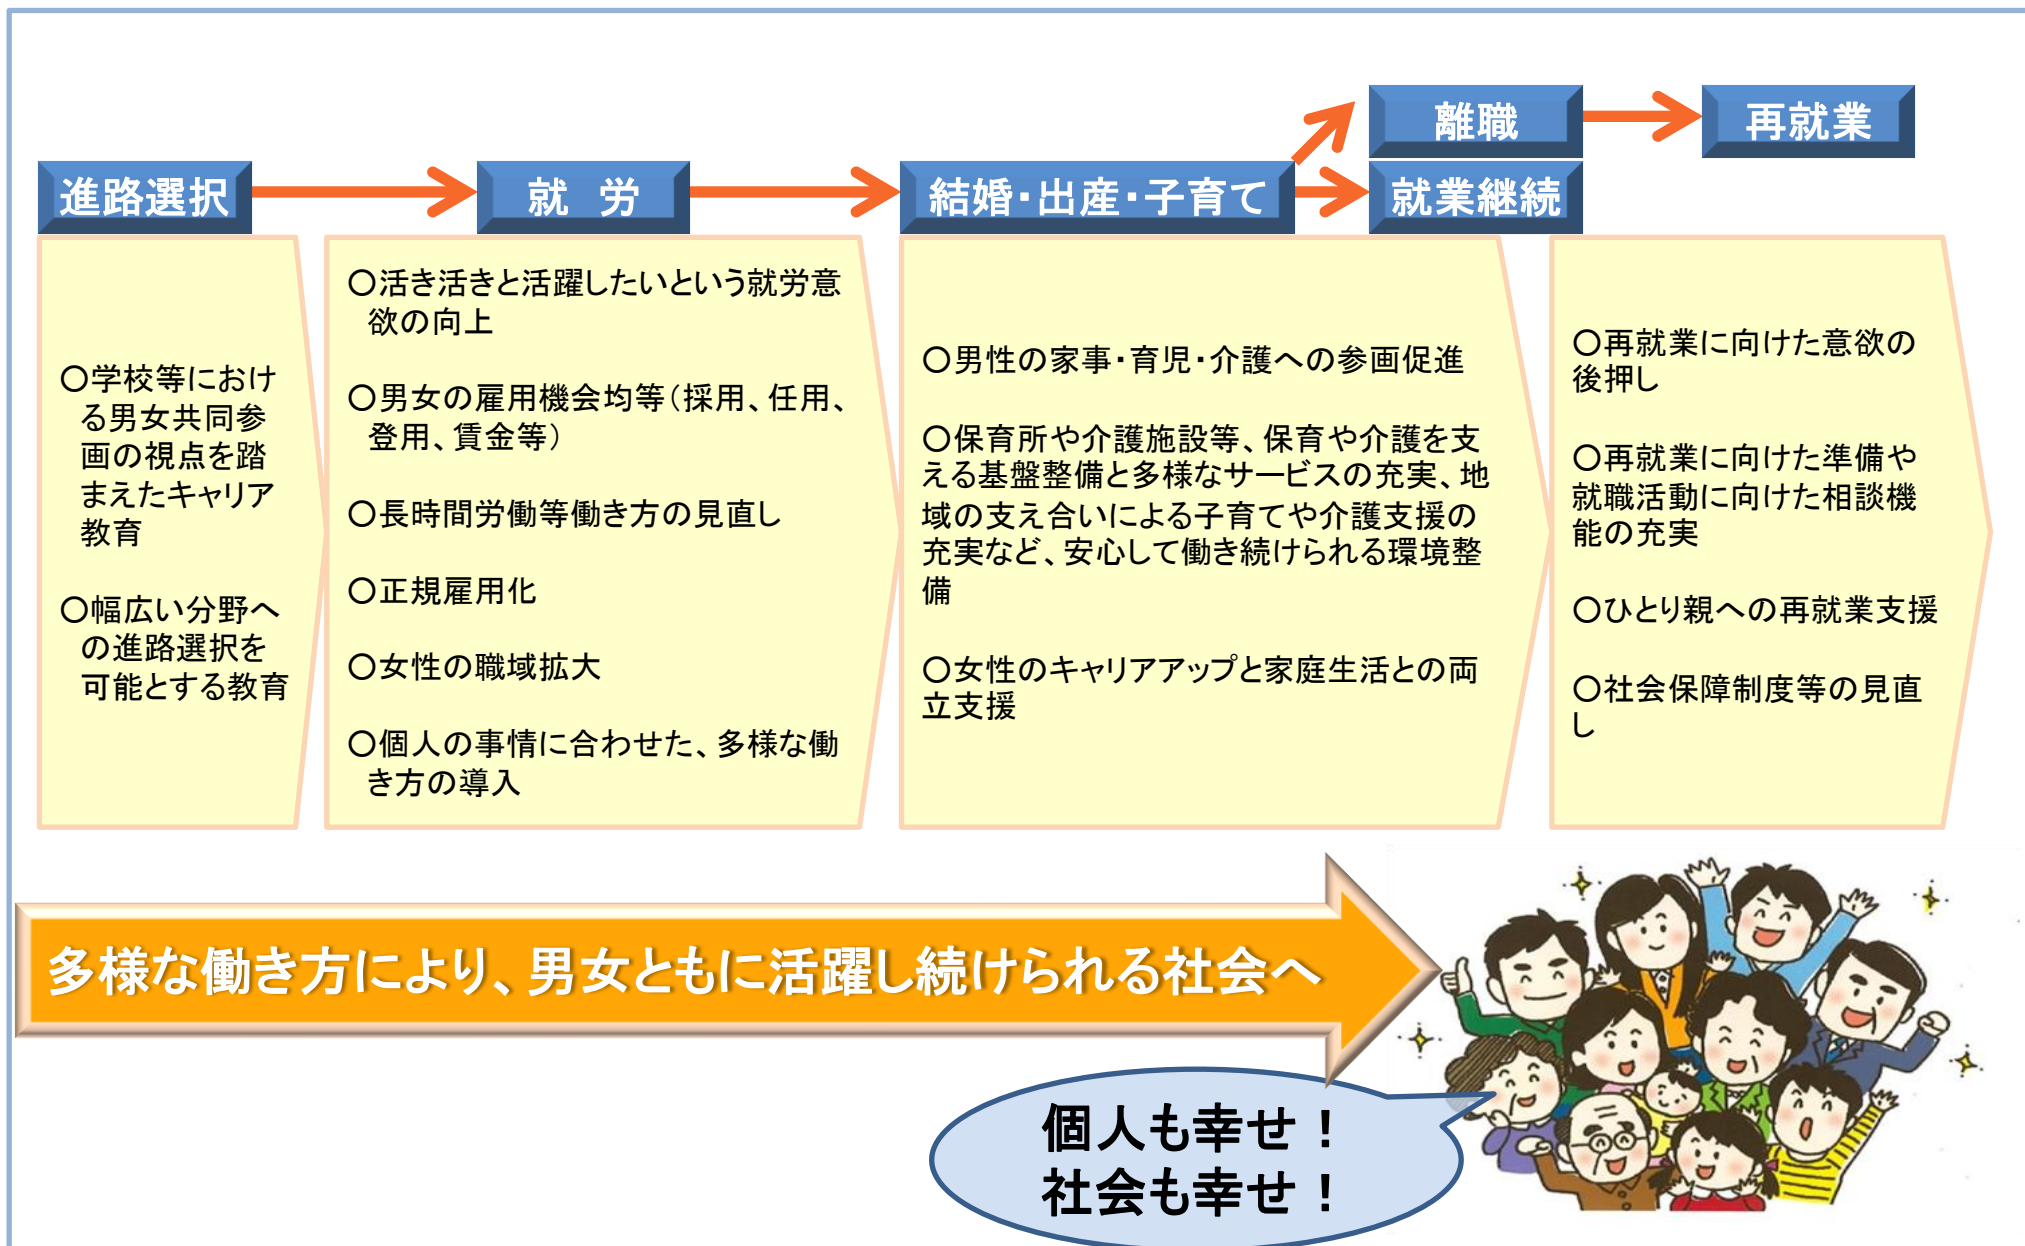 進路選択
就 労
結婚・出産・子育て
離職
就業継続
再就業
○学校等におけ
る男女共同参
画の視点を踏
まえたキャリア
教育
○幅広い分野へ
の進路選択を
可能とする教育
○活き活きと活躍したいという就労意
欲の向上
○男女の雇用機会均等(採用、任用、
登用、賃金等)
○長時間労働等働き方の見直し
○正規雇用化
○女性の職域拡大
○個人の事情に合わせた、多様な働
き方の導入
○男性の家事・育児・介護への参画促進
○保育所や介護施設等、保育や介護を支
える基盤整備と多様なサービスの充実、地
域の支え合いによる子育てや介護支援の
充実など、安心して働き続けられる環境整
備
○女性のキャリアアップと家庭生活との両
立支援
○再就業に向けた意欲の
後押し
○再就業に向けた準備や
就職活動に向けた相談機
能の充実
○ひとり親への再就業支援
○社会保障制度等の見直
し
多様な働き方により、男女ともに活躍し続けられる社会へ
個人も幸せ！
社会も幸せ！